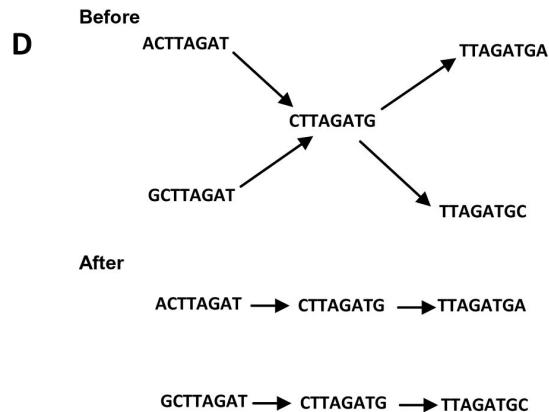 Before
D
ACTTAGAT
TTAGATGA
CTTAGATG
GCTTAGAT
TTAGATGC
After
ACTTAGAT CTTAGATG TTAGATGA
GCTTAGAT CTTAGATG TTAGATGC